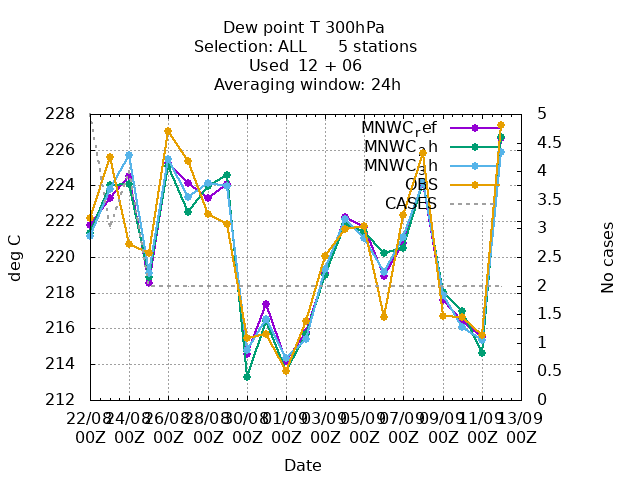 Dew point T 300hPa
Selection: ALL      5 stations
Used  12 + 06
Averaging window: 24h
228
226
224
222
220
218
216
214
212
deg C
5
4.5
4
3.5
3
2.5
2
1.5
1
0.5
0
No cases
MNWC_ref
MNWC_2h
MNWC_3h
OBS
CASES
22/08 24/08 26/08 28/08 30/08 01/09 03/09 05/09 07/09 09/09 11/09 13/09
00Z 00Z 00Z 00Z 00Z 00Z 00Z 00Z 00Z 00Z 00Z 00Z
Date